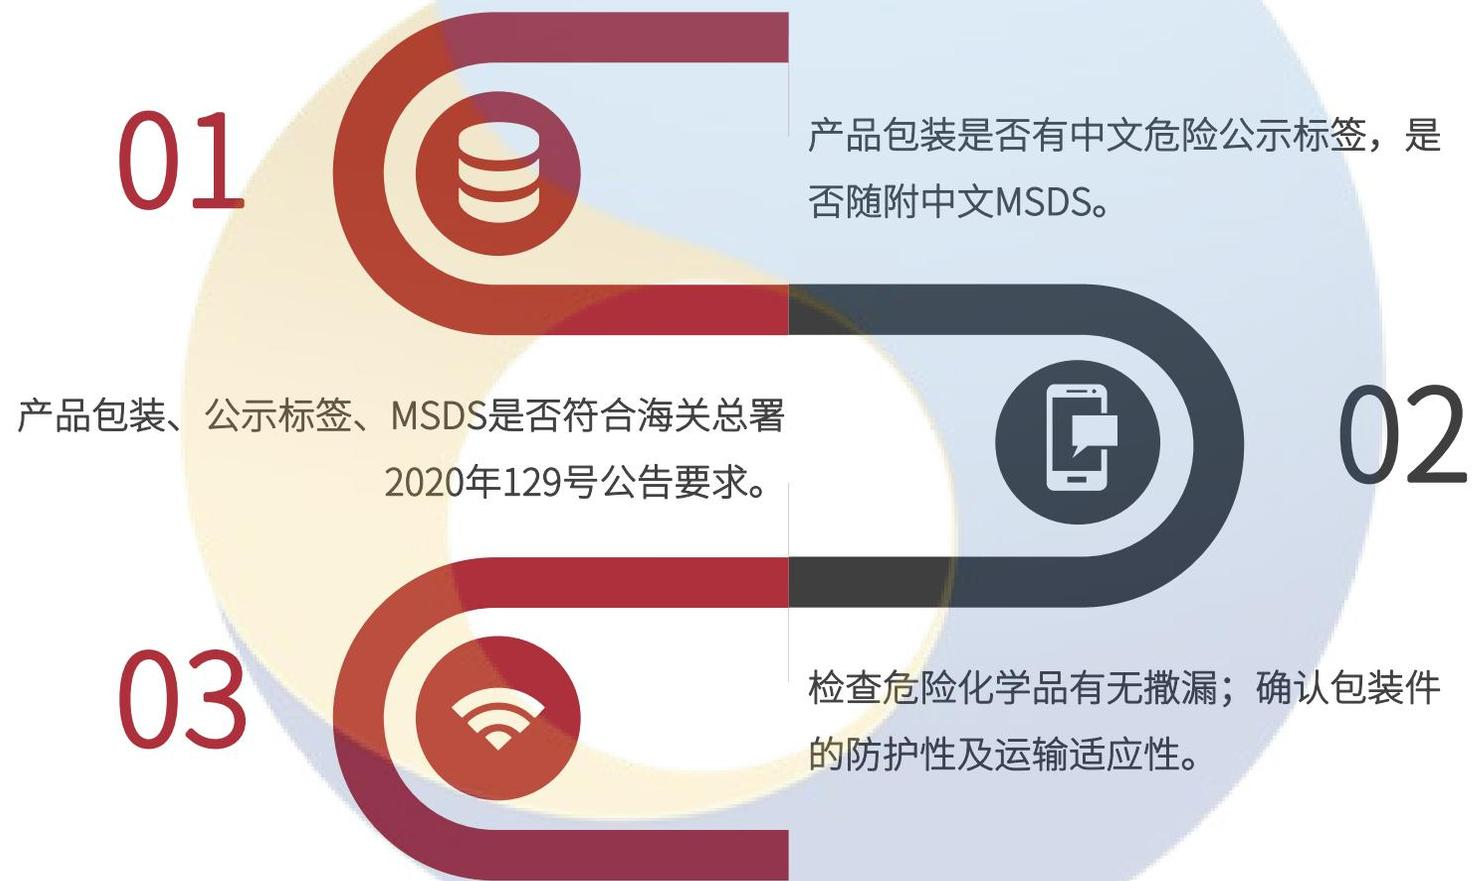 01
产品包装是否有中文危险公示标签，是
否随附中文MSDS。
产品包装、公示标签、MSDS是否符合海关总署
2020年129号公告要求。
02
03
检查危险化学品有无撒漏；确认包装件
的防护性及运输适应性。